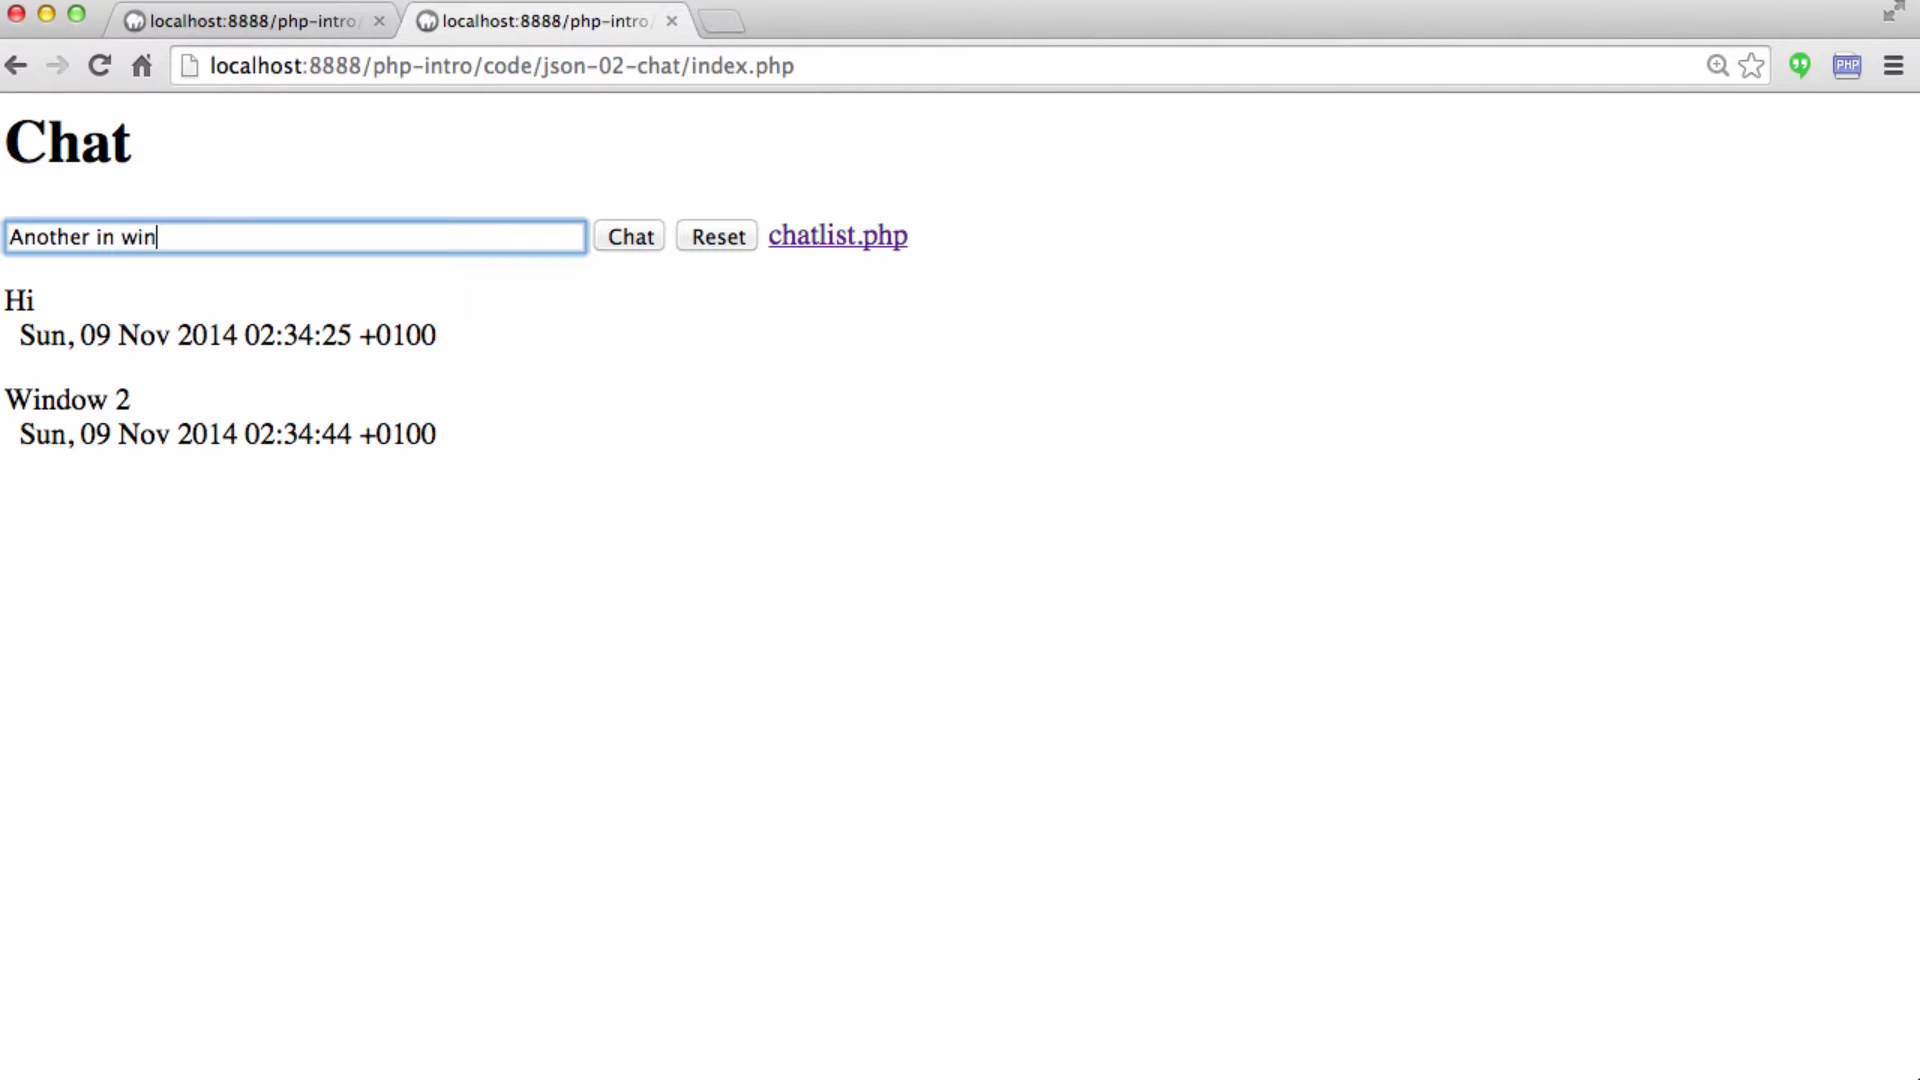 localhost:8888/php-intro/
localhost:8888/php-intro/
localhost:8888/php-intro/code/json-02-chat/index.php
PHP
Chat
Another in win
Chat
Reset
chatlist.php
Hi
Sun, 09 Nov 2014 02:34:25 +0100
Window 2
Sun, 09 Nov 2014 02:34:44 +0100